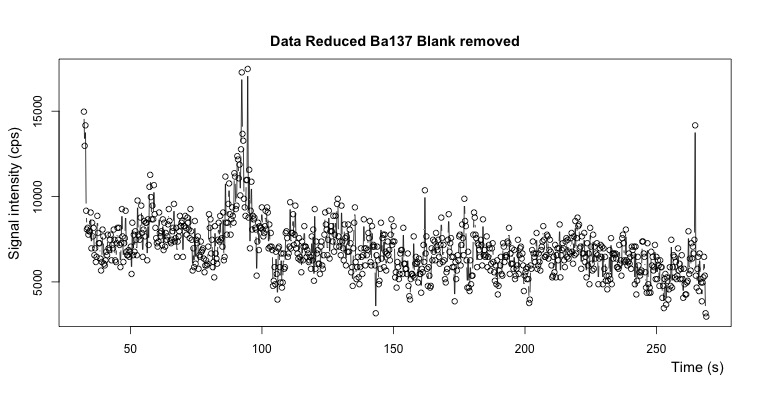 Data Reduced Ba137 Blank removed
Signal intensity (cps)
15000
10000
5000
50
100
150
200
250
Time (s)